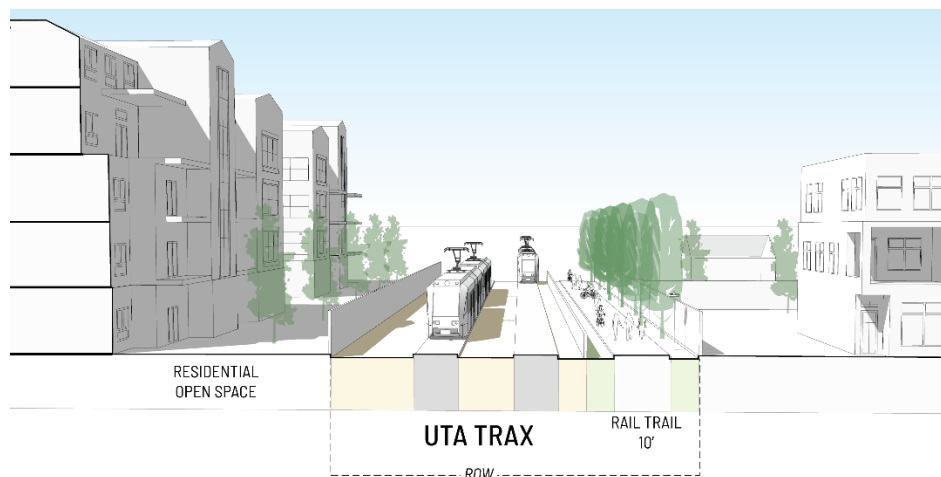 RESIDENTIAL
OPEN SPACE
UTA TRAX
RAIL TRAIL
10'
ROW